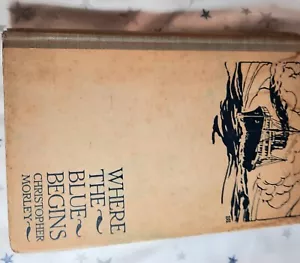 WHERE
THE
BLUE
BEGINS
CHRISTOPHER
MORLEY